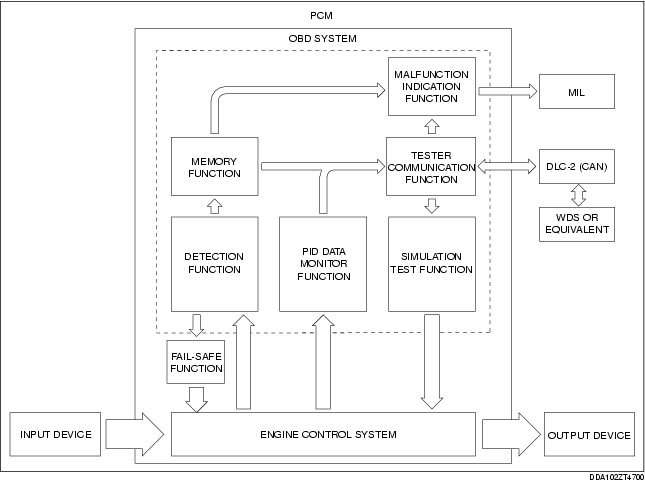 PCM
OBD SYSTEM
MALFUNCTION
INDICATION
FUNCTION
MIL
MEMORY
FUNCTION
TESTER
COMMUNICATION
FUNCTION
DLC-2 (CAN)
WDS OR
EQUIVALENT
DETECTION
FUNCTION
PID DATA
MONITOR
FUNCTION
SIMULATION
TEST FUNCTION
FAIL-SAFE
FUNCTION
INPUT DEVICE
ENGINE CONTROL SYSTEM
OUTPUT DEVICE
DDA102ZT4700